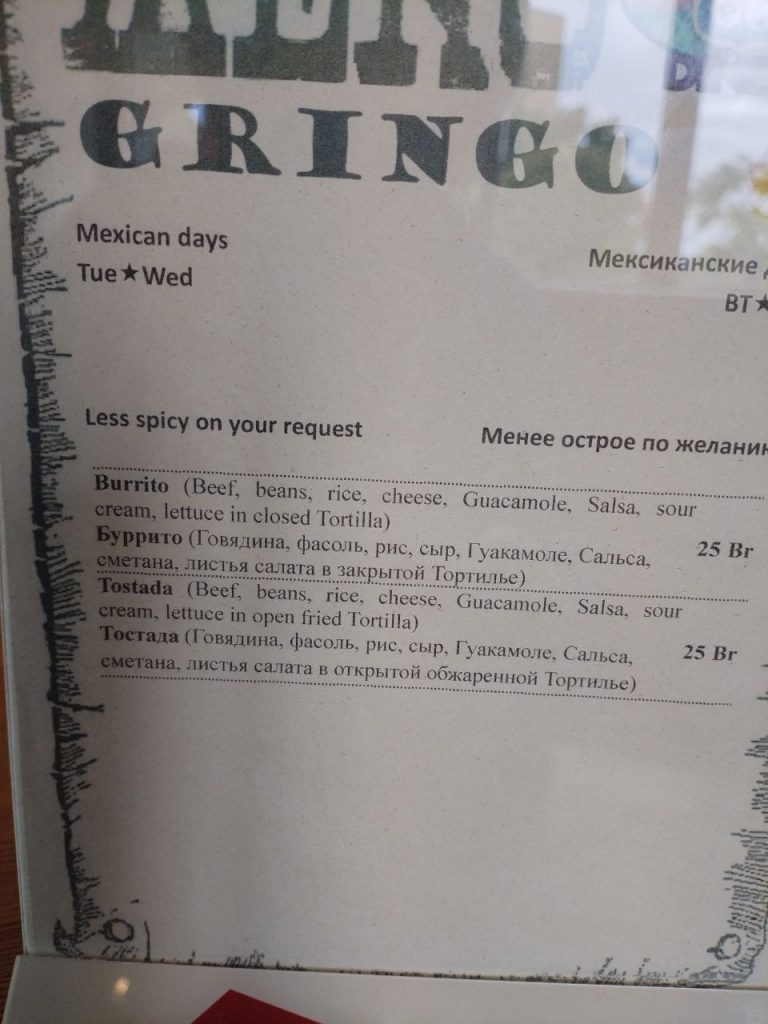 GRINGO
Mexican days
Мексиканские
Tue★Wed
ВТ★
Less spicy on your request
Менее острое по желанию
Burrito (Beef, beans, rice, cheese, Guacamole, Salsa, sour
cream, lettuce in closed Tortilla)
Буррито (Говядина, фасоль, рис, сыр, Гуакамоле, Сальса,
25 Br
сметана, листья салата в закрытой Тортилье)
Tostada (Beef, beans, rice, cheese, Guacamole, Salsa, sour
cream, lettuce in open fried Tortilla)
Тостада (Говядина, фасоль, рис, сыр, Гуакамоле, Сальса,
25 Br
сметана, листья салата в открытой обжаренной Тортилье)